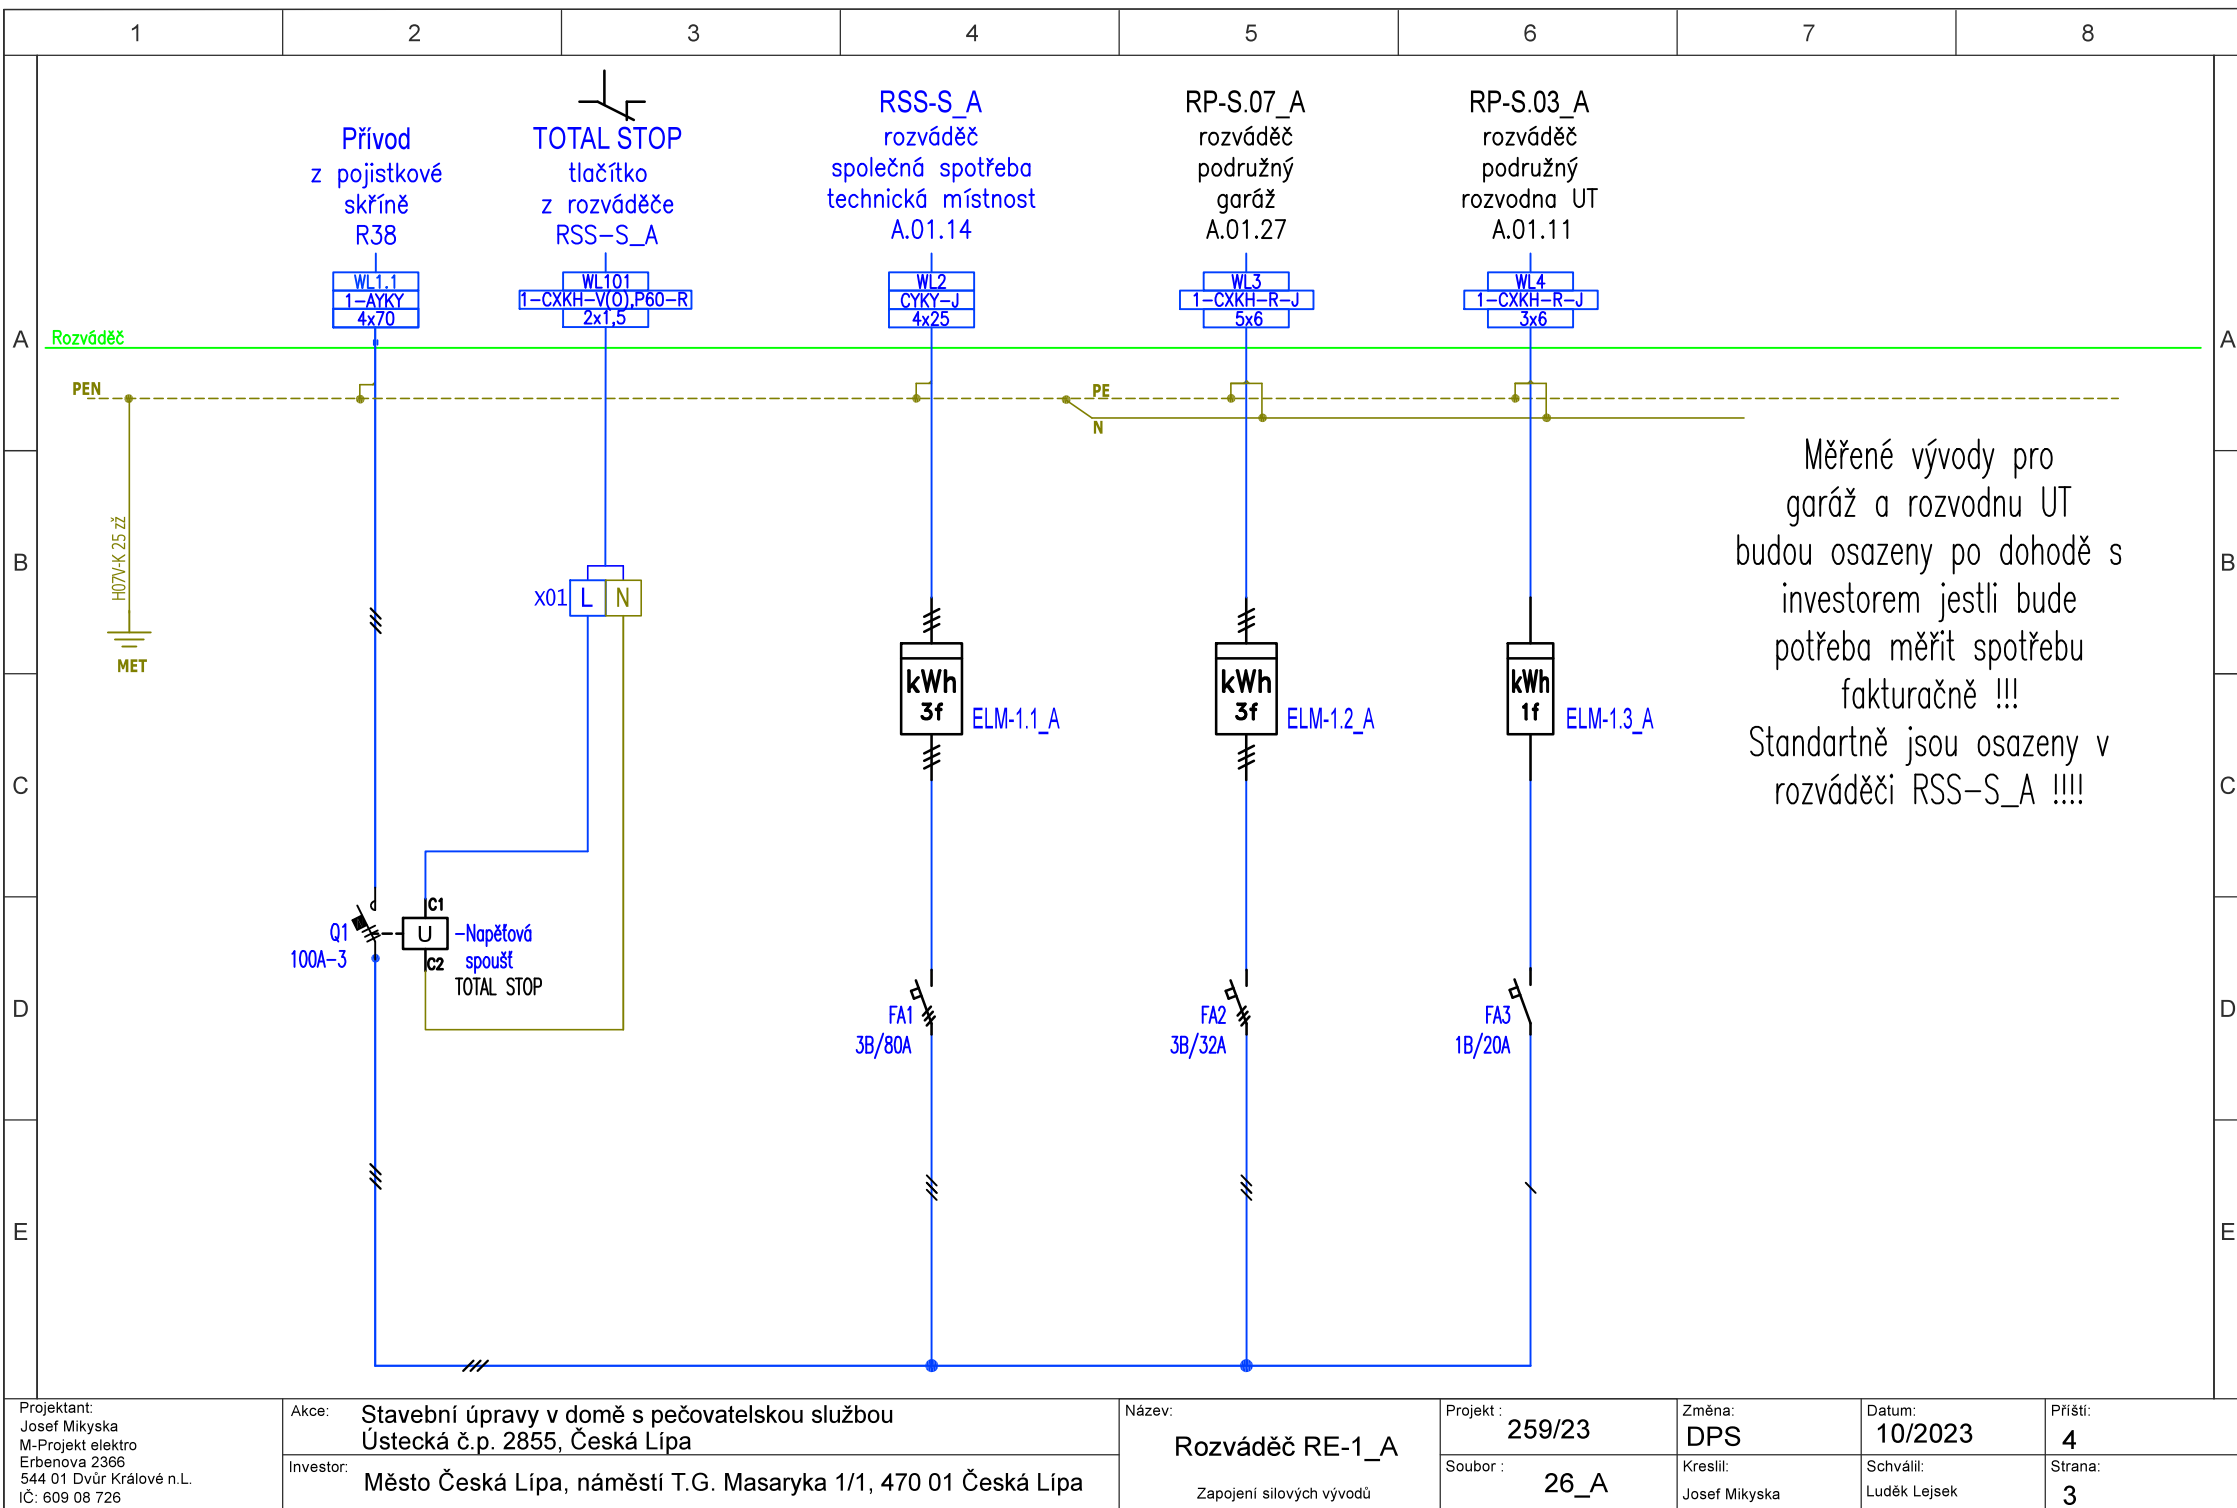 1 2 3 4 5 6 7 8
Přívod
z pojistkové
skříně
R38
WL1.1
1-AYKY
4x70
TOTAL STOP
tlačítko
z rozváděče
RSS-S_A
WL101
1-CXKH-V(O),P60-R
2x1,5
RSS-S_A
rozváděč
společná spotřeba
technická místnost
A.01.14
WL2
CYKY-J
4x25
RP-S.07_A
rozváděč
podružný
garáž
A.01.27
WL3
1-CXKH-R-J
5x6
RP-S.03_A
rozváděč
podružný
rozvodna UT
A.01.11
WL4
1-CXKH-R-J
3x6
A
Rozváděč
A
PEN
PE
N
H07V-K 25 zž
MET
B
B
x01 L N
Měřené vývody pro
garáž a rozvodnu UT
budou osazeny po dohodě s
investorem jestli bude
potřeba měřit spotřebu
fakturačně !!!
Standartně jsou osazeny v
rozváděči RSS-S_A !!!!
kWh
3f
ELM-1.1_A
kWh
3f
ELM-1.2_A
kWh
1f
ELM-1.3_A
C
C
Q1
100A-3
C1
U
C2
-Napěťová
spoušť
TOTAL STOP
D
D
FA1
3B/80A
FA2
3B/32A
FA3
1B/20A
E
E
Projektant:
Josef Mikyska
M-Projekt elektro
Erbenova 2366
544 01 Dvůr Králové n.L.
IČ: 609 08 726
Akce: Stavební úpravy v domě s pečovatelskou službou
Ústecká č.p. 2855, Česká Lípa
Investor: Město Česká Lípa, náměstí T.G. Masaryka 1/1, 470 01 Česká Lípa
Název:
Rozváděč RE-1_A
Zapojení silových vývodů
Projekt : 259/23
Soubor : 26_A
Změna:
DPS
Kreslil:
Josef Mikyska
Datum:
10/2023
Schválil:
Luděk Lejsek
Příští:
4
Strana:
3